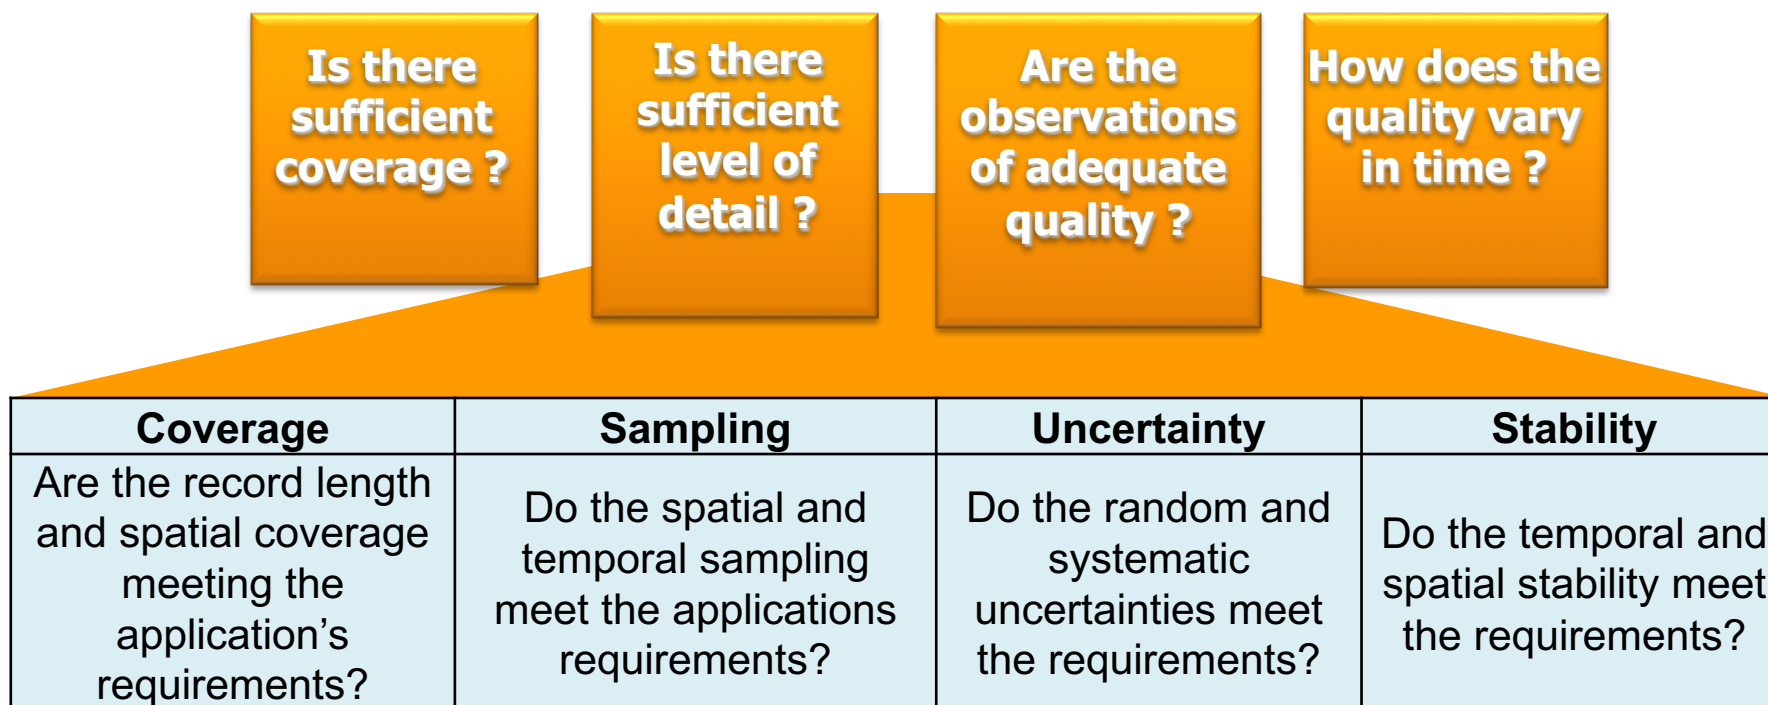 Is there
sufficient
coverage ?
Is there
sufficient
level of
detail ?
Are the
observations
of adequate
quality ?
How does the
quality vary
in time ?
Coverage
Sampling
Uncertainty
Stability
Are the record length
and spatial coverage
meeting the
application’s
requirements?
Do the spatial and
temporal sampling
meet the applications
requirements?
Do the random and
systematic
uncertainties meet
the requirements?
Do the temporal and
spatial stability meet
the requirements?